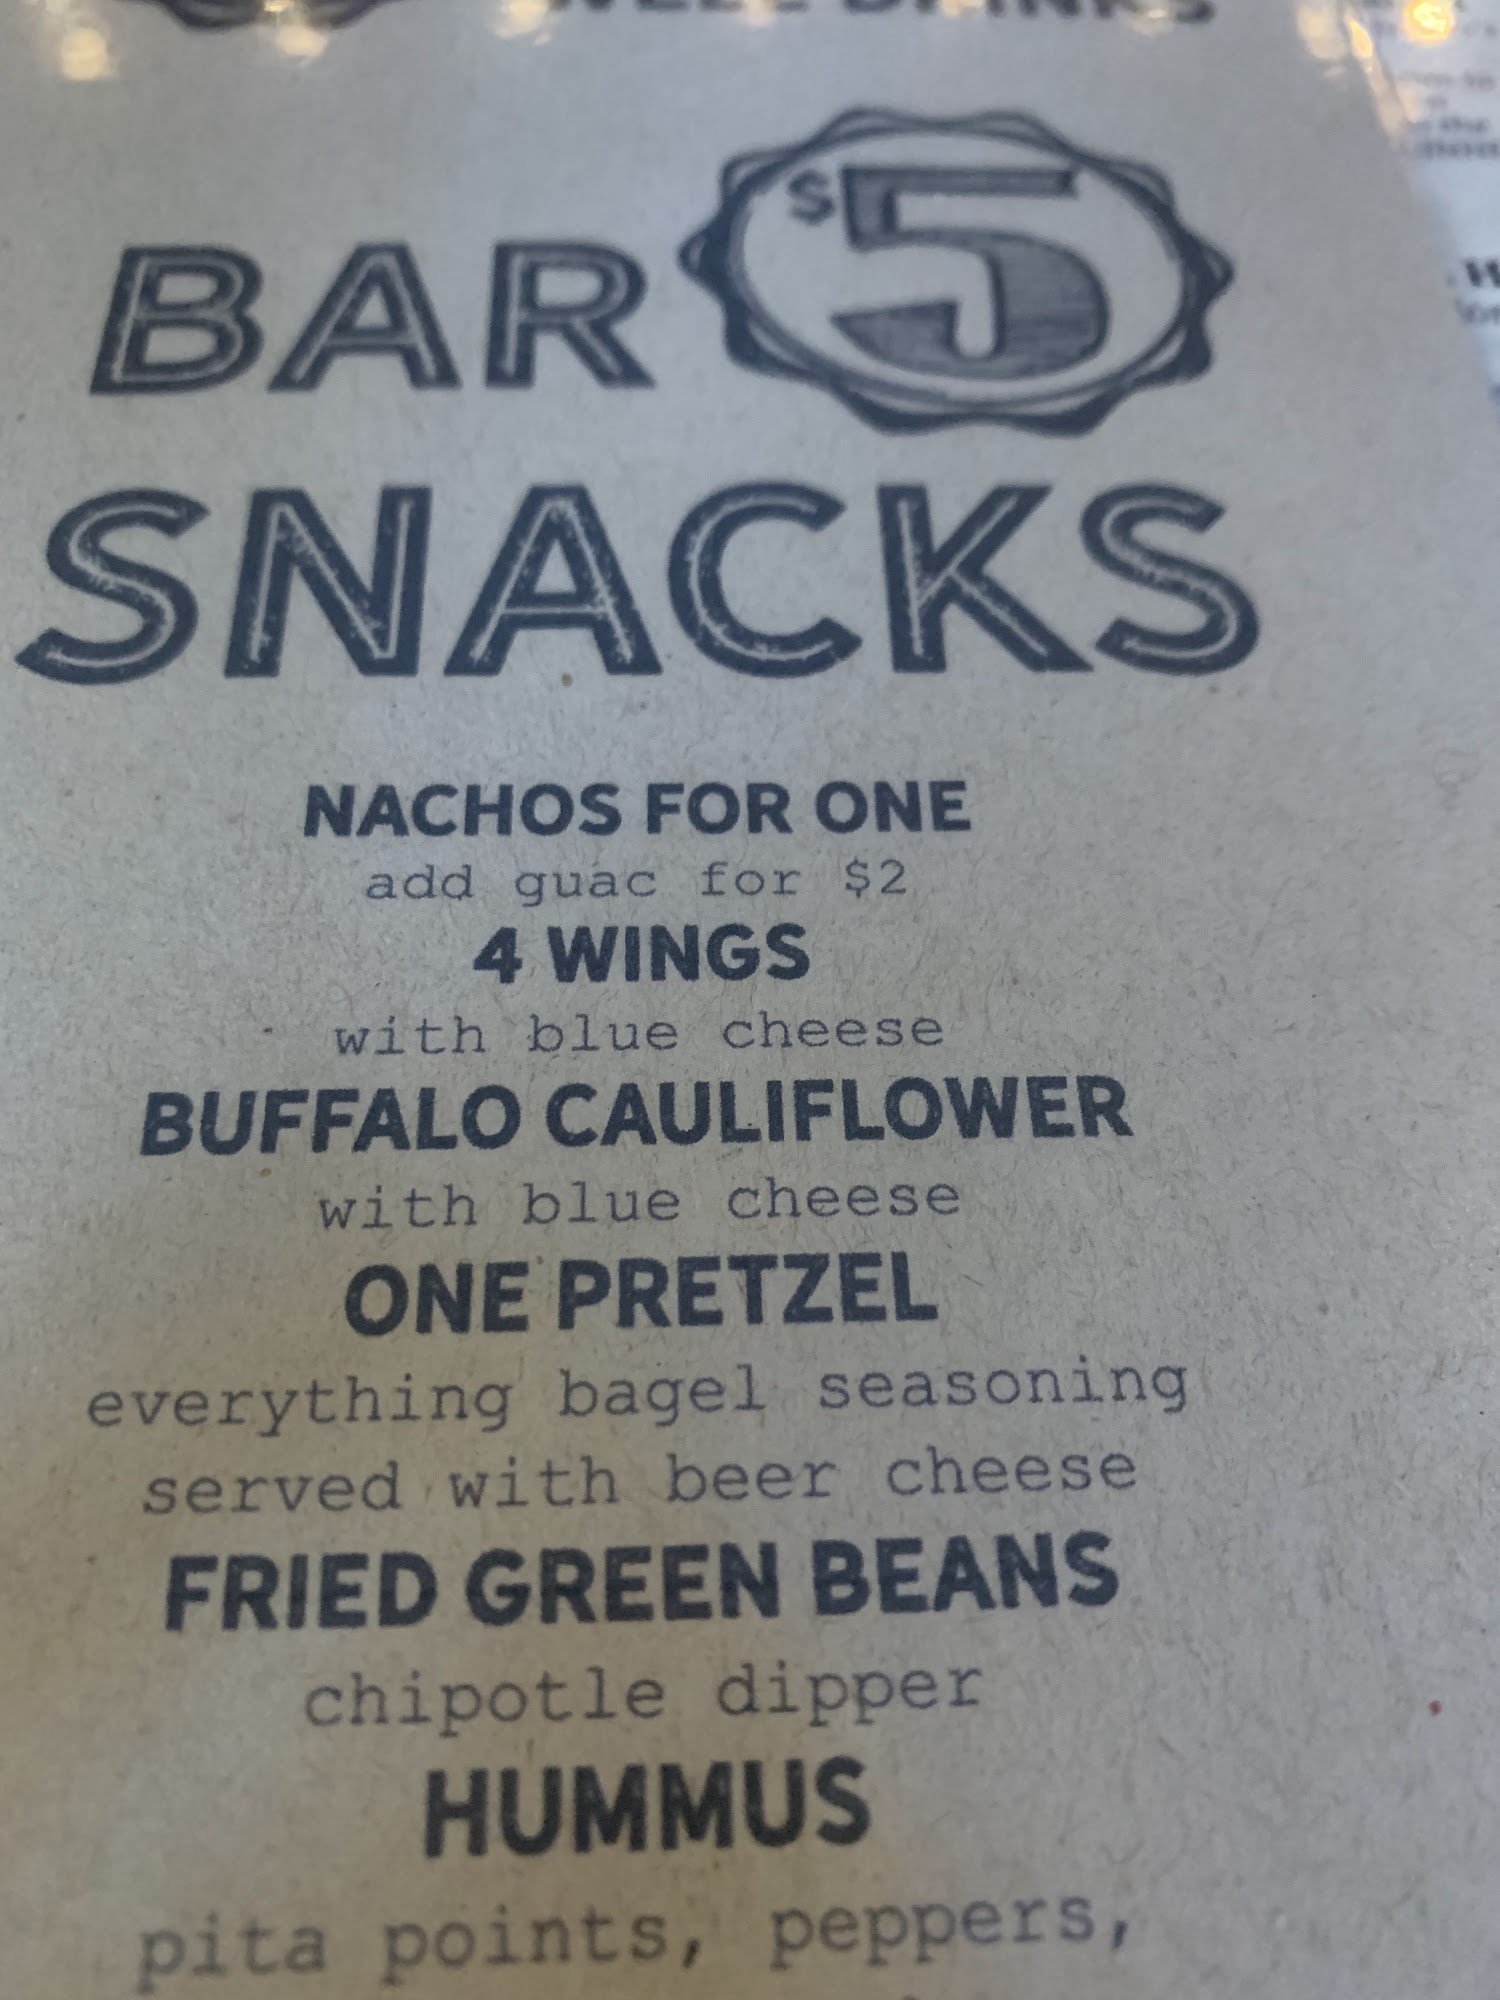 WELL DRINKS
BAR $5
SNACKS
NACHOS FOR ONE
add guac for $2
4 WINGS
with blue cheese
BUFFALO CAULIFLOWER
with blue cheese
ONE PRETZEL
everything bagel seasoning
served with beer cheese
FRIED GREEN BEANS
chipotle dipper
HUMMUS
pita points, peppers,